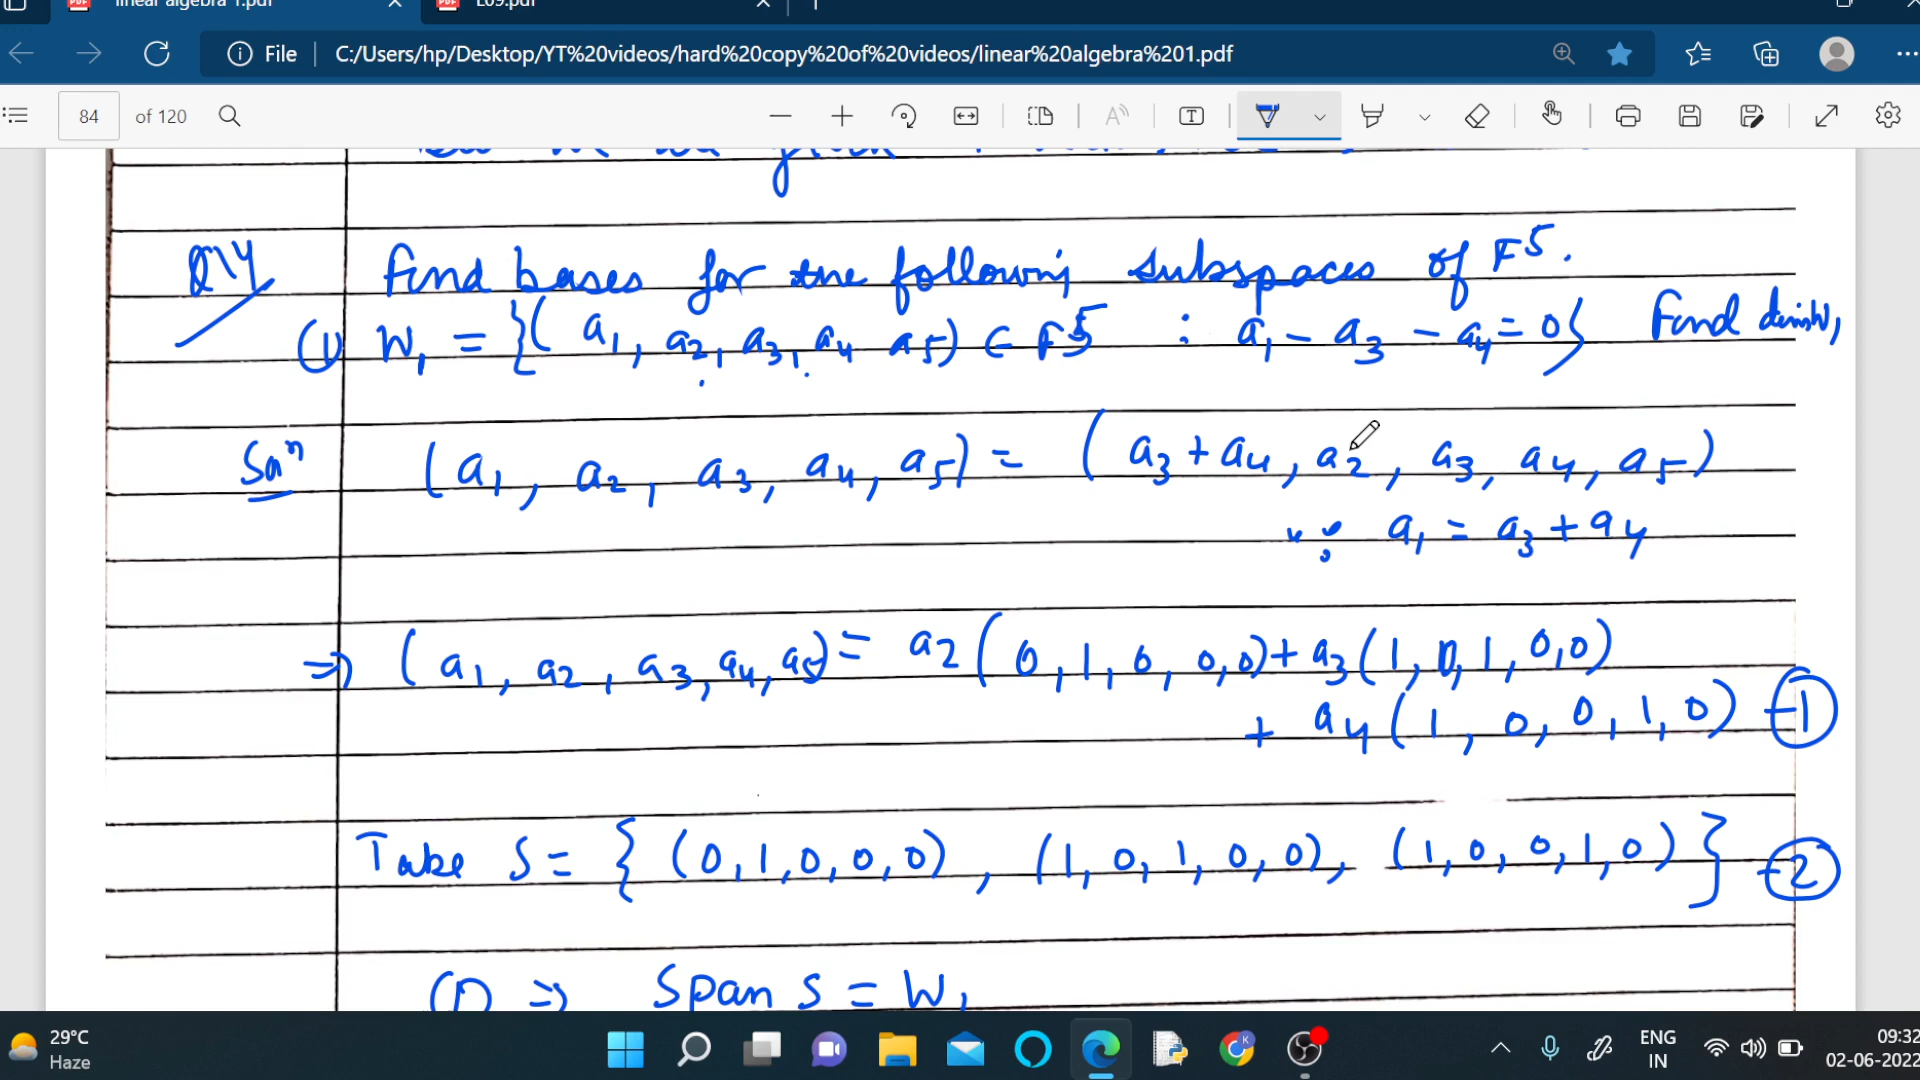 linear algebra 1.pdf
L09.pdf
File
C:/Users/hp/Desktop/YT%20videos/hard%20copy%20of%20videos/linear%20algebra%201.pdf
84 of 120
Q14 Find bases for the following subspaces of F⁵.
(1) W₁ = {( a₁, a₂, a₃, a₄ a₅) ∈ F⁵ : a₁ - a₃ - a₄ = 0} Find dimW₁
Solⁿ (a₁, a₂, a₃, a₄, a₅) = (a₃+a₄, a₂, a₃, a₄, a₅)
∵ a₁ = a₃ + a₄
⇒ (a₁, a₂, a₃, a₄, a₅) = a₂(0,1,0,0,0) + a₃(1,0,1,0,0)
+ a₄(1,0,0,1,0) -①
Take S = { (0,1,0,0,0), (1,0,1,0,0), (1,0,0,1,0) } -②
(1) ⇒ Span S = W₁
29°C
Haze
ENG
IN
09:32
02-06-2022